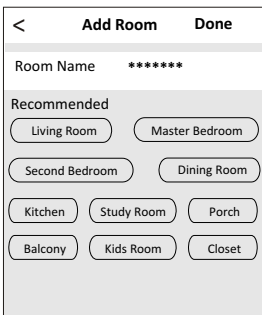 < Add Room Done
Room Name *******
Recommended
Living Room Master Bedroom
Second Bedroom Dining Room
Kitchen Study Room Porch
Balcony Kids Room Closet